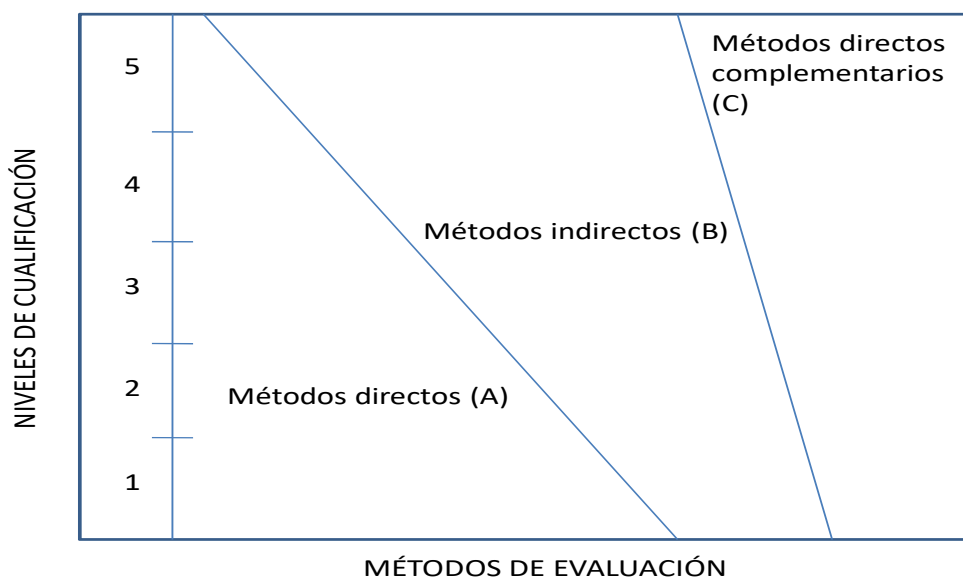 Métodos directos
complementarios
(C)
5
4
Métodos indirectos (B)
3
Métodos directos (A)
2
1
NIVELES DE CUALIFICACIÓN
MÉTODOS DE EVALUACIÓN